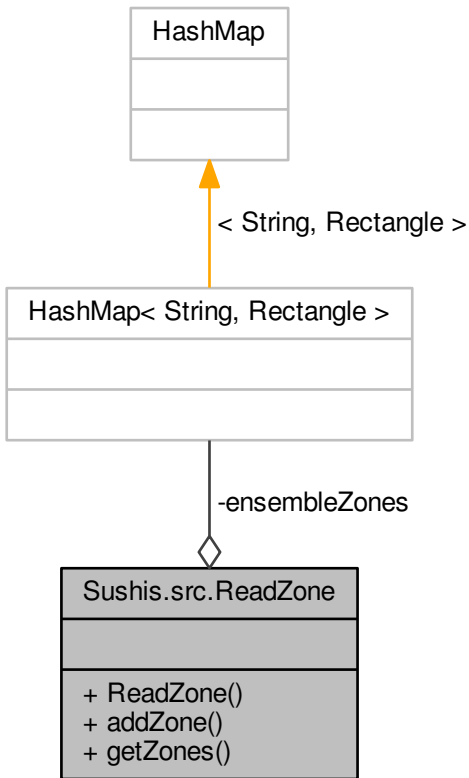 HashMap
< String, Rectangle >
HashMap< String, Rectangle >
-ensembleZones
Sushis.src.ReadZone
+ ReadZone()
+ addZone()
+ getZones()